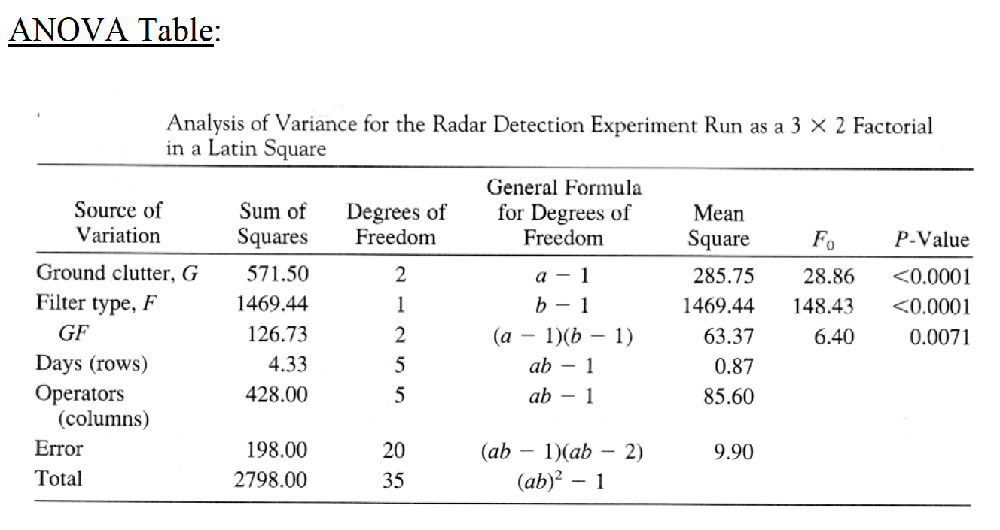 ANOVA Table:
Analysis of Variance for the Radar Detection Experiment Run as a 3 × 2 Factorial
in a Latin Square
Source of Variation Sum of Squares Degrees of Freedom General Formula for Degrees of Freedom Mean Square F₀ P-Value
Ground clutter, G 571.50 2 a − 1 285.75 28.86 <0.0001
Filter type, F 1469.44 1 b − 1 1469.44 148.43 <0.0001
GF 126.73 2 (a − 1)(b − 1) 63.37 6.40 0.0071
Days (rows) 4.33 5 ab − 1 0.87
Operators (columns) 428.00 5 ab − 1 85.60
Error 198.00 20 (ab − 1)(ab − 2) 9.90
Total 2798.00 35 (ab)² − 1